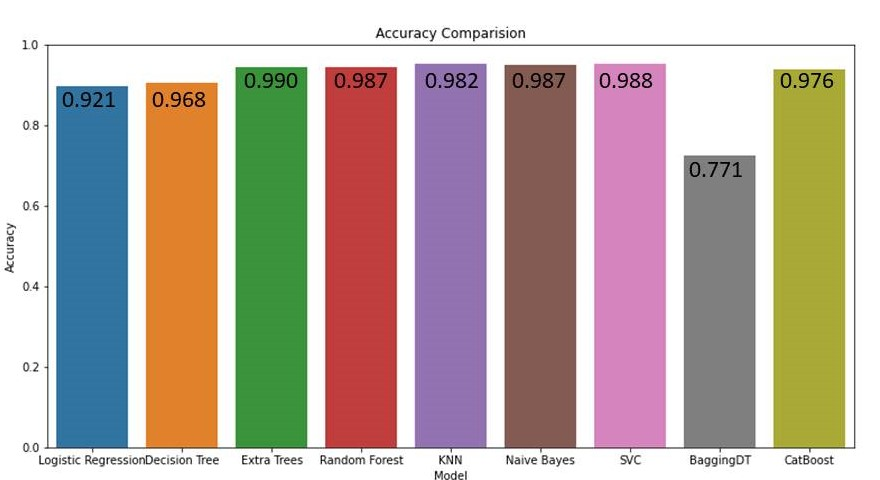 Accuracy Comparision
1.0
0.8
0.6
0.4
0.2
0.0
Accuracy
0.921
0.968
0.990
0.987
0.982
0.987
0.988
0.771
0.976
Logistic Regression
Decision Tree
Extra Trees
Random Forest
KNN
Naive Bayes
SVC
BaggingDT
CatBoost
Model